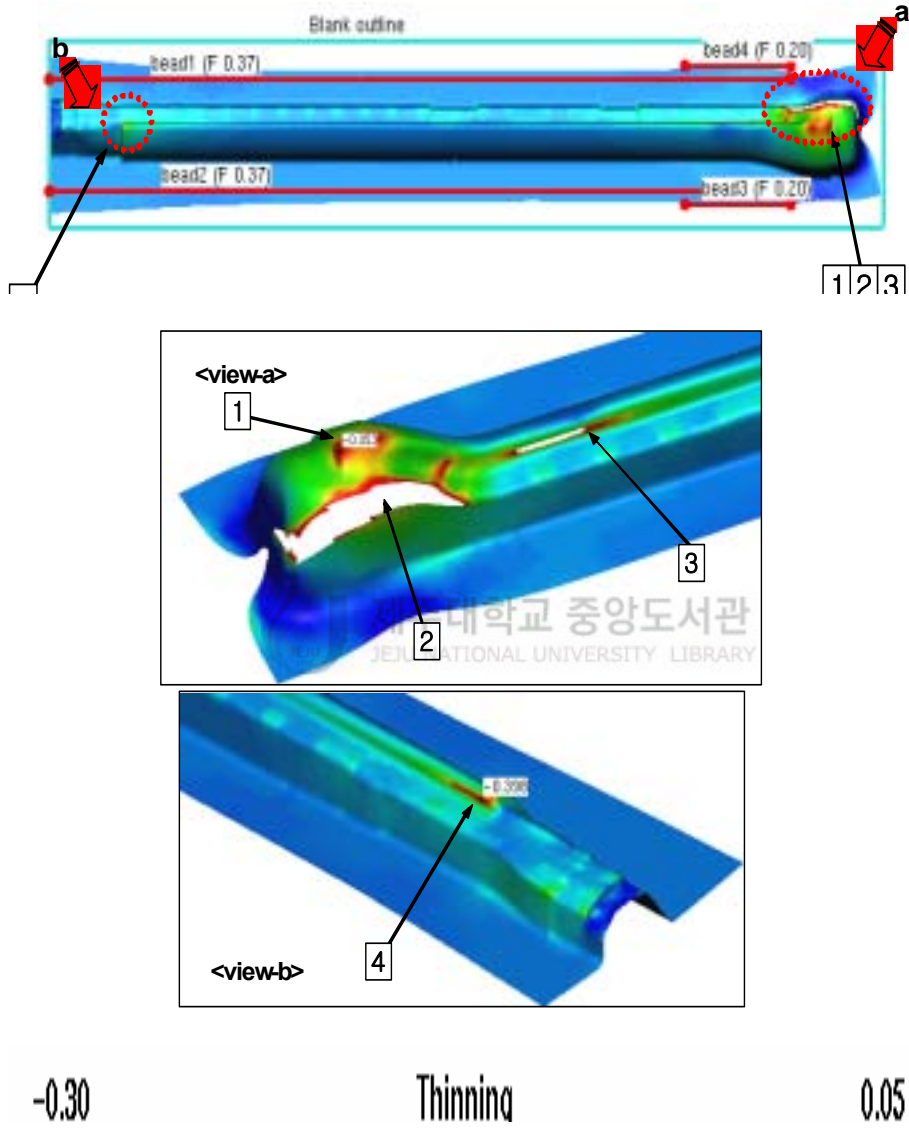 Blank outline
a
b
bead1 (F 0.37)
bead4 (F 0.20)
bead2 (F 0.37)
bead3 (F 0.20)
1 2 3
<view-a>
1
3
2
대학교 중앙도서관
JEJU NATIONAL UNIVERSITY LIBRARY
-0.398
4
<view-b>
-0.30 Thinning 0.05